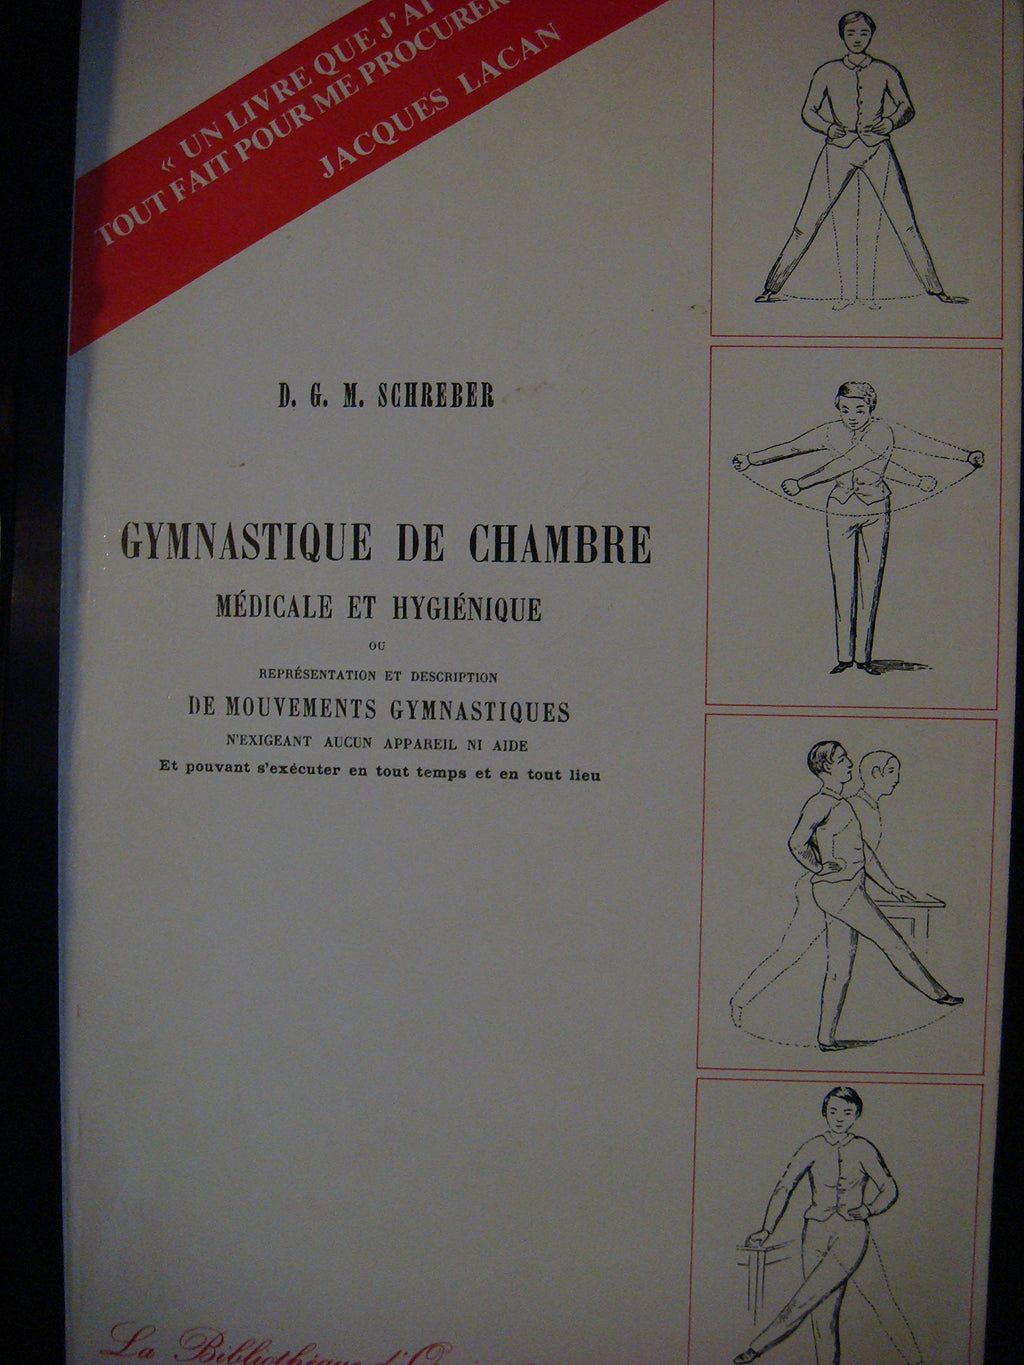 « UN LIVRE QUE J'AI
TOUT FAIT POUR ME PROCURER
JACQUES LACAN
D. G. M. SCHREBER
GYMNASTIQUE DE CHAMBRE
MÉDICALE ET HYGIÉNIQUE
OU
REPRÉSENTATION ET DESCRIPTION
DE MOUVEMENTS GYMNASTIQUES
N'EXIGEANT AUCUN APPAREIL NI AIDE
Et pouvant s'exécuter en tout temps et en tout lieu
La Bibliothèque